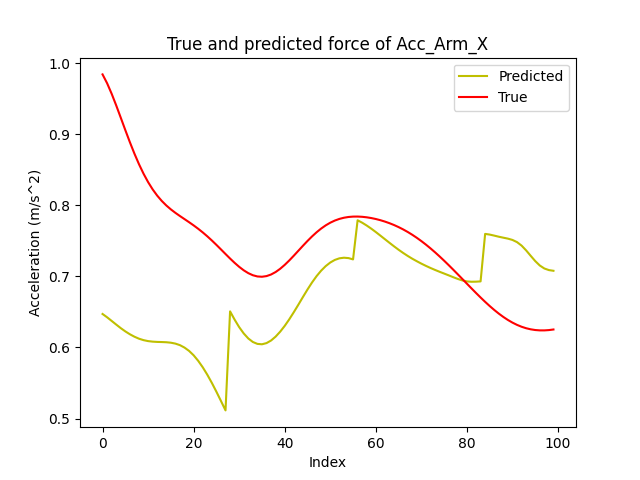 True and predicted force of Acc_Arm_X
Predicted
True
1.0
0.9
0.8
0.7
0.6
0.5
Acceleration (m/s^2)
0 20 40 60 80 100
Index